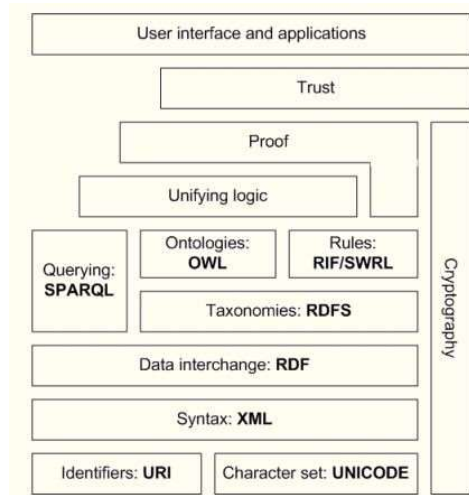 User interface and applications
Trust
Proof
Unifying logic
Ontologies:
OWL
Rules:
RIF/SWRL
Querying:
SPARQL
Taxonomies: RDFS
Data interchange: RDF
Syntax: XML
Identifiers: URI
Character set: UNICODE
Cryptography